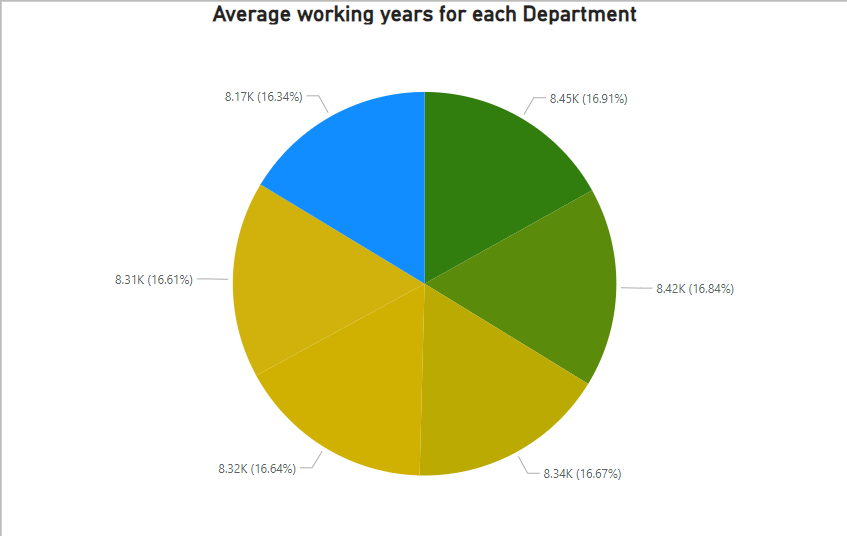 Average working years for each Department
8.17K (16.34%)
8.45K (16.91%)
8.31K (16.61%)
8.42K (16.84%)
8.32K (16.64%)
8.34K (16.67%)